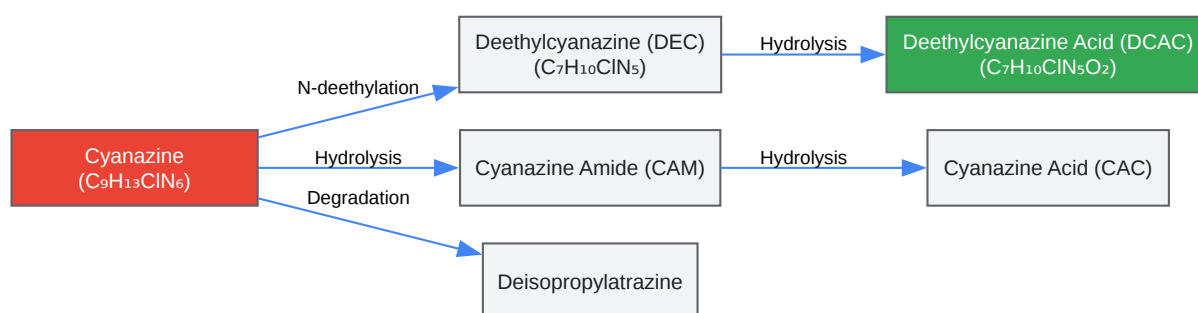 Deethylcyanazine (DEC)
(C₇H₁₀ClN₅)
Hydrolysis
Deethylcyanazine Acid (DCAC)
(C₇H₁₀ClN₅O₂)
N-deethylation
Cyanazine
(C₉H₁₃ClN₆)
Hydrolysis
Cyanazine Amide (CAM)
Hydrolysis
Cyanazine Acid (CAC)
Degradation
Deisopropylatrazine